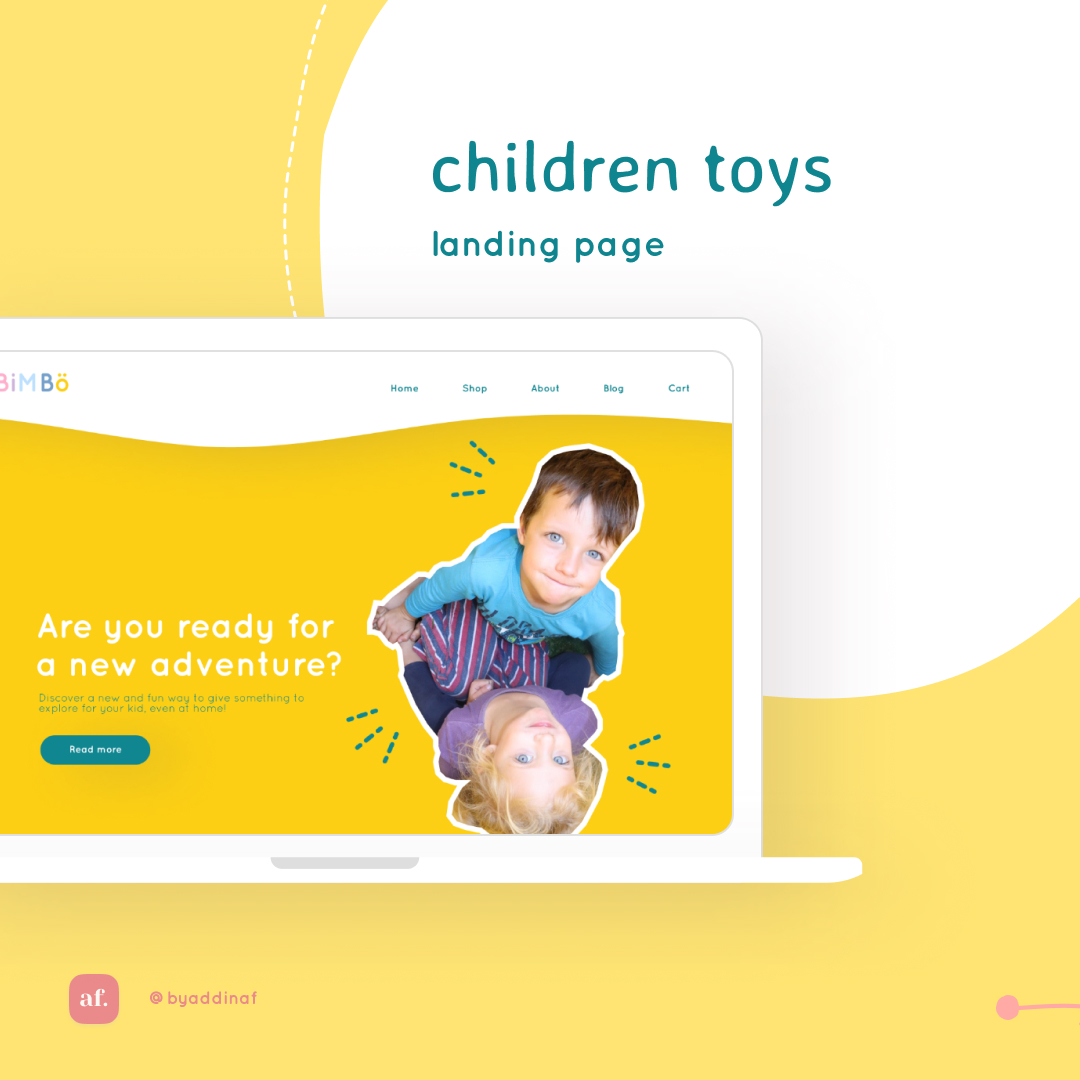 children toys
landing page
BiMBö
Home Shop About Blog Cart
Are you ready for
a new adventure?
Discover a new and fun way to give something to
explore for your kid, even at home!
Read more
af.
@byaddinaf